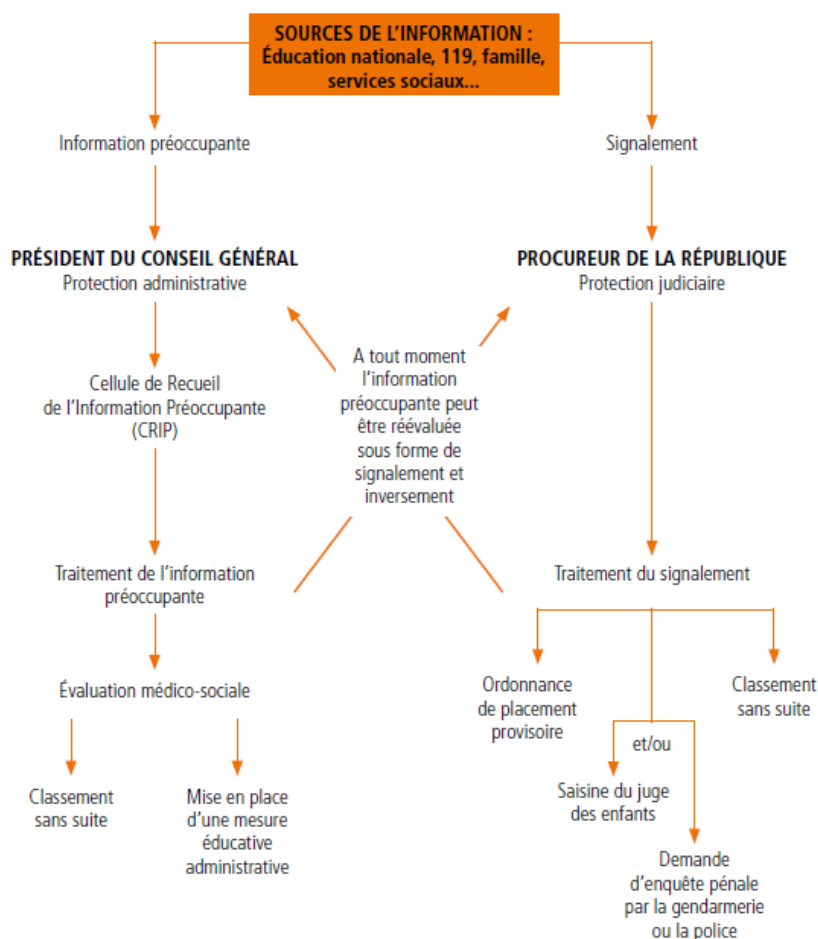 SOURCES DE L'INFORMATION :
Éducation nationale, 119, famille,
services sociaux...
Information préoccupante
Signalement
PRÉSIDENT DU CONSEIL GÉNÉRAL
Protection administrative
PROCUREUR DE LA RÉPUBLIQUE
Protection judiciaire
Cellule de Recueil
de l'Information Préoccupante
(CRIP)
A tout moment
l'information
préoccupante peut
être réévaluée
sous forme de
signalement et
inversement
Traitement de l'information
préoccupante
Traitement du signalement
Évaluation médico-sociale
Classement
sans suite
Mise en place
d'une mesure
éducative
administrative
Ordonnance
de placement
provisoire
Classement
sans suite
et/ou
Saisine du juge
des enfants
Demande
d'enquête pénale
par la gendarmerie
ou la police